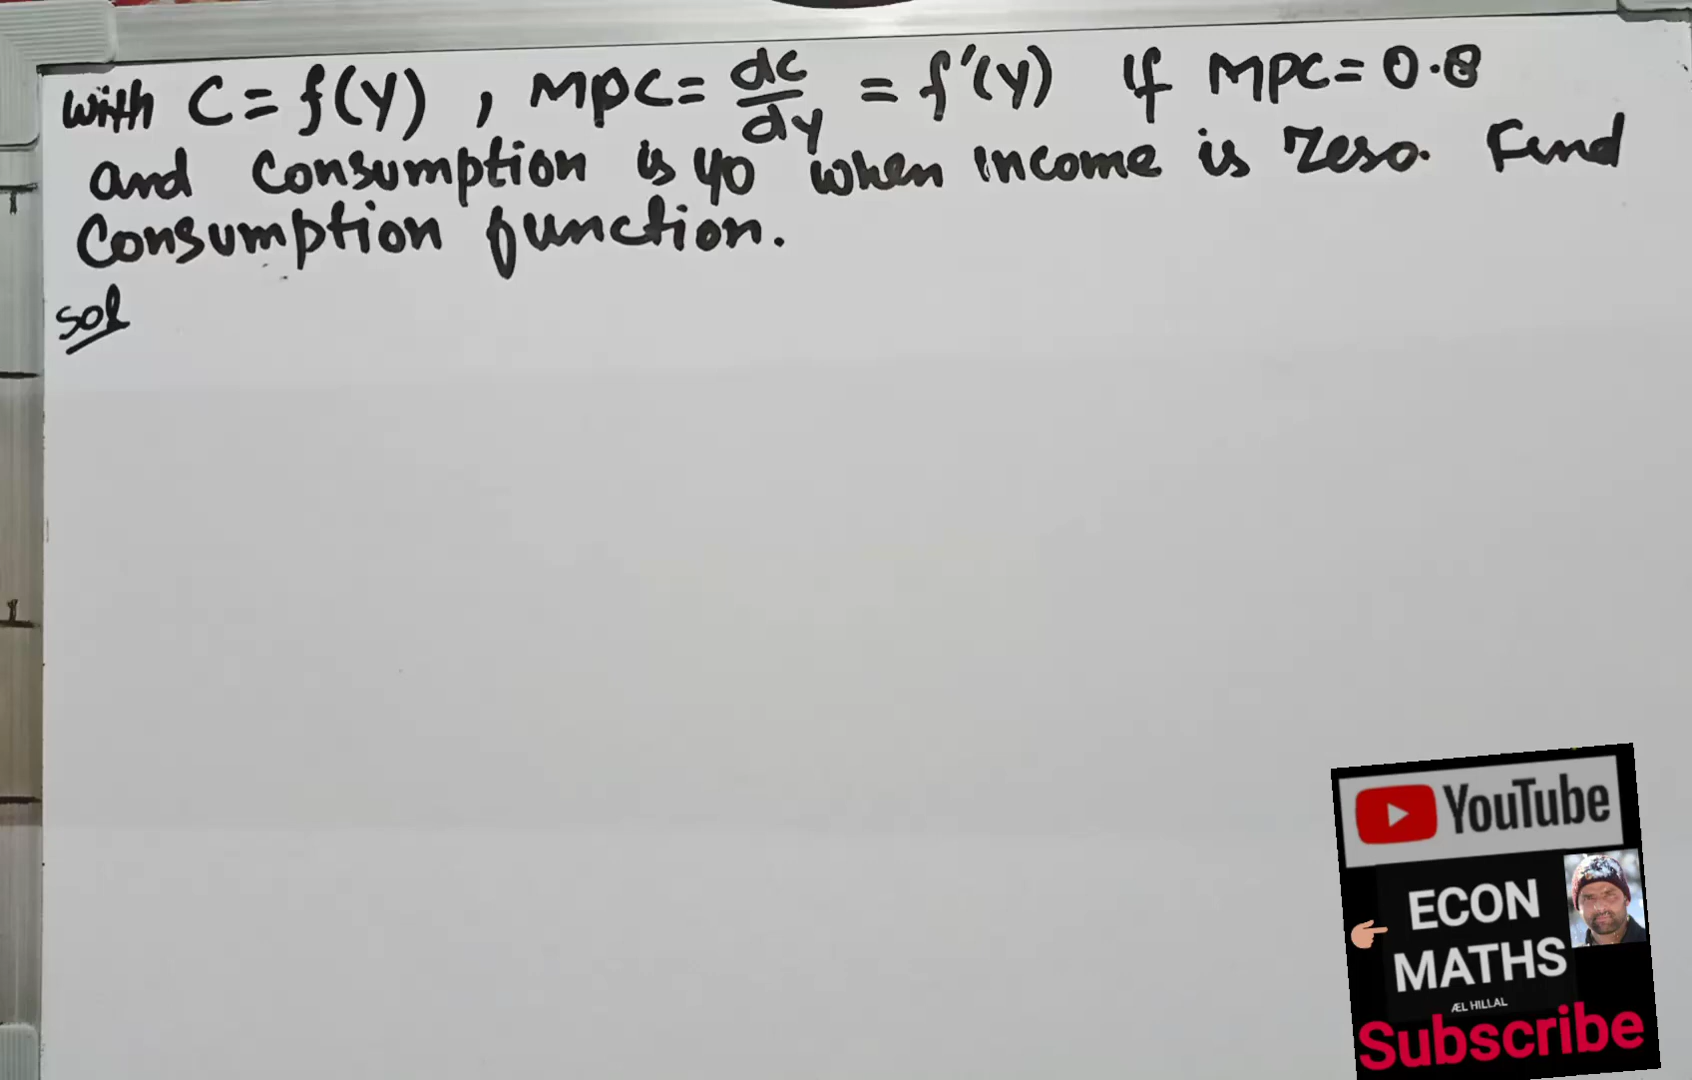 with C = f(Y) , MPC = dc/dy = f'(Y) If MPC = 0.8
and Consumption is 40 when income is zero. Find
Consumption function.
Sol
YouTube
ECON
MATHS
ÆL HILLAL
Subscribe